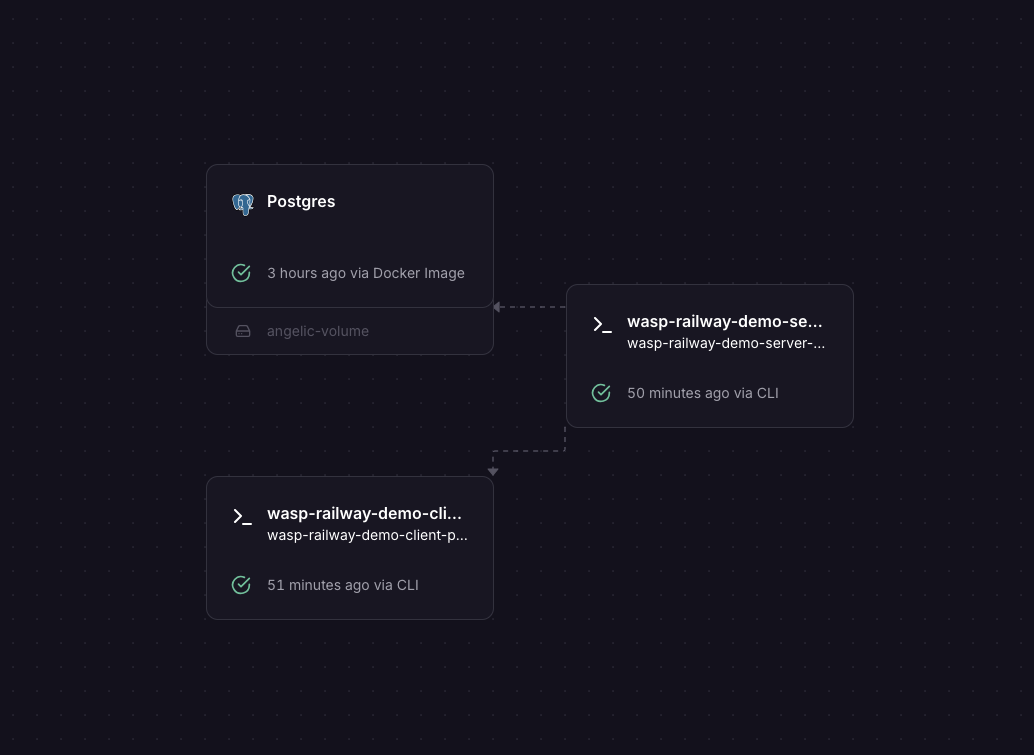 Postgres
3 hours ago via Docker Image
angelic-volume
wasp-railway-demo-se...
wasp-railway-demo-server-...
50 minutes ago via CLI
wasp-railway-demo-cli...
wasp-railway-demo-client-p...
51 minutes ago via CLI